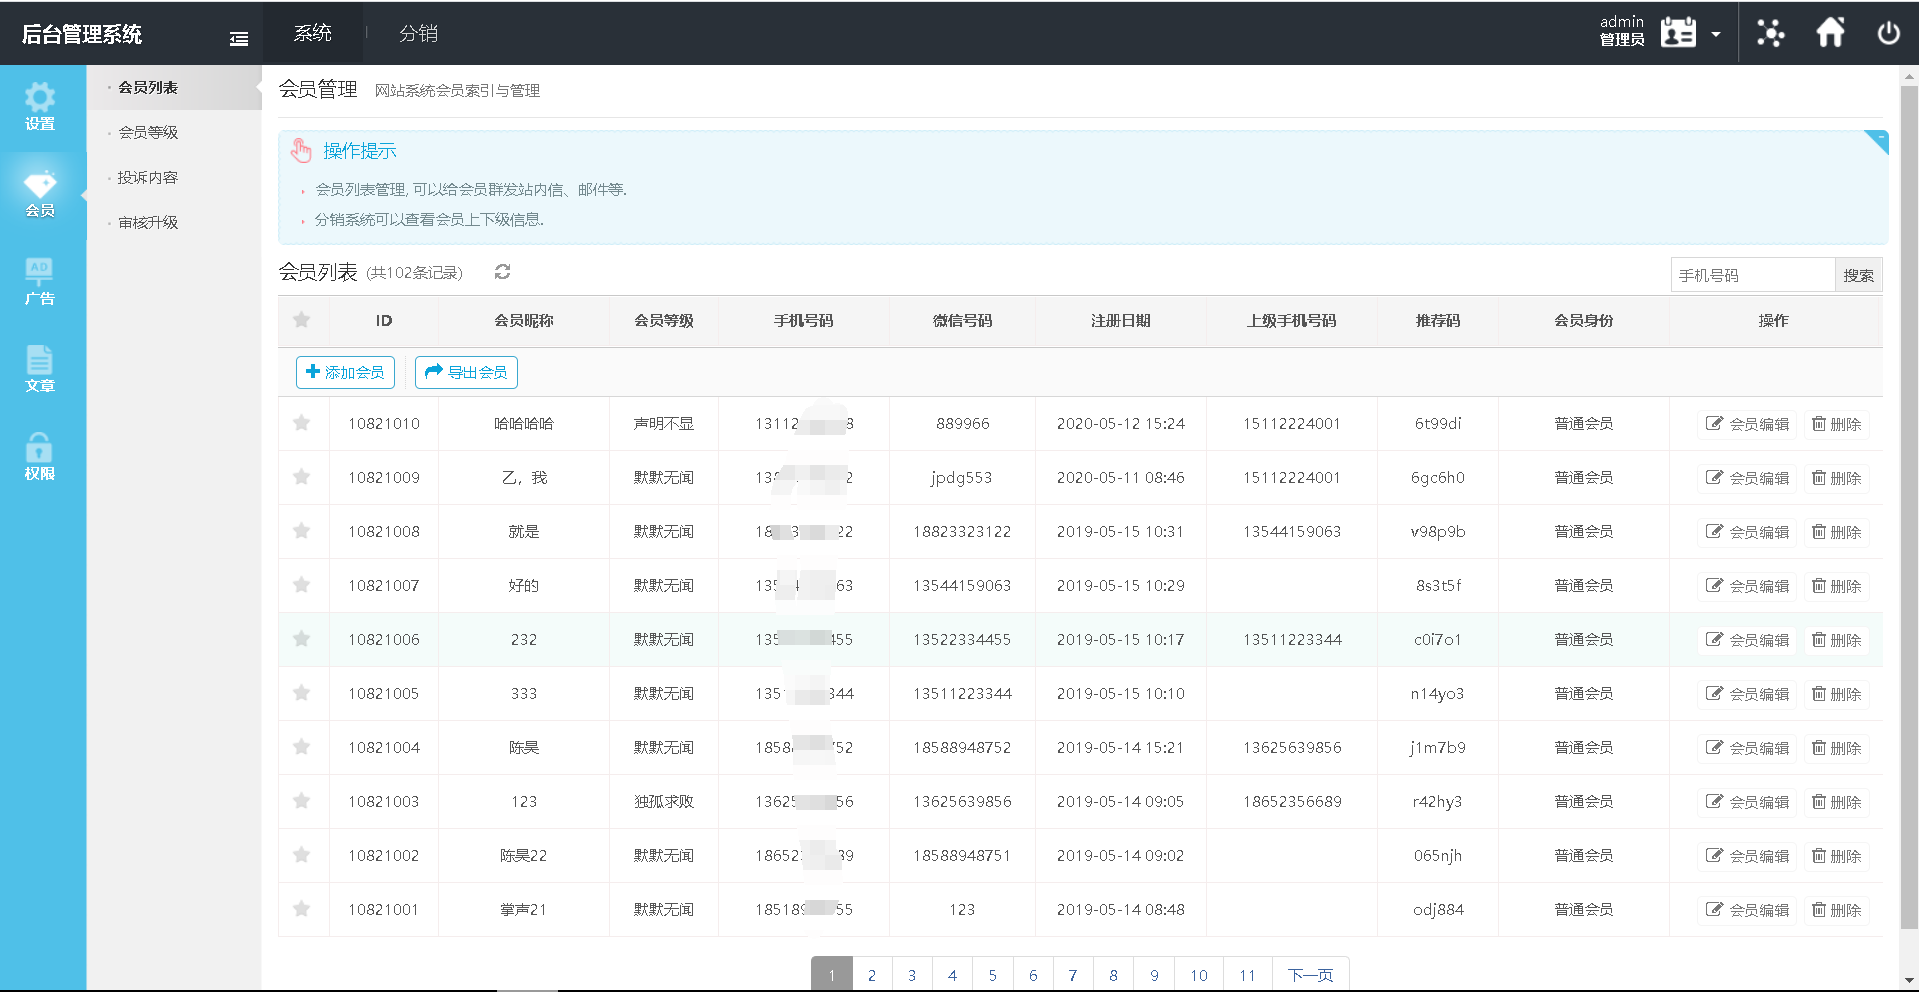 后台管理系统
系统
分销
admin
管理员
设置
会员
AD
广告
文章
权限
会员列表
会员等级
投诉内容
审核升级
会员管理 网站系统会员索引与管理
操作提示
会员列表管理, 可以给会员群发站内信、邮件等.
分销系统可以查看会员上下级信息.
会员列表 (共102条记录)
手机号码 搜索
ID 会员昵称 会员等级 手机号码 微信号码 注册日期 上级手机号码 推荐码 会员身份 操作
添加会员 导出会员
10821010 哈哈哈哈 声明不显 13112 8 889966 2020-05-12 15:24 15112224001 6t99di 普通会员 会员编辑 删除
10821009 乙，我 默默无闻 13 2 jpdg553 2020-05-11 08:46 15112224001 6gc6h0 普通会员 会员编辑 删除
10821008 就是 默默无闻 18 3 22 18823323122 2019-05-15 10:31 13544159063 v98p9b 普通会员 会员编辑 删除
10821007 好的 默默无闻 135 63 13544159063 2019-05-15 10:29 8s3t5f 普通会员 会员编辑 删除
10821006 232 默默无闻 135 455 13522334455 2019-05-15 10:17 13511223344 c0i7o1 普通会员 会员编辑 删除
10821005 333 默默无闻 135 344 13511223344 2019-05-15 10:10 n14yo3 普通会员 会员编辑 删除
10821004 陈昊 默默无闻 1858 752 18588948752 2019-05-14 15:21 13625639856 j1m7b9 普通会员 会员编辑 删除
10821003 123 独孤求败 13625 56 13625639856 2019-05-14 09:05 18652356689 r42hy3 普通会员 会员编辑 删除
10821002 陈昊22 默默无闻 18652 39 18588948751 2019-05-14 09:02 065njh 普通会员 会员编辑 删除
10821001 掌声21 默默无闻 18518 55 123 2019-05-14 08:48 odj884 普通会员 会员编辑 删除
1 2 3 4 5 6 7 8 9 10 11 下一页